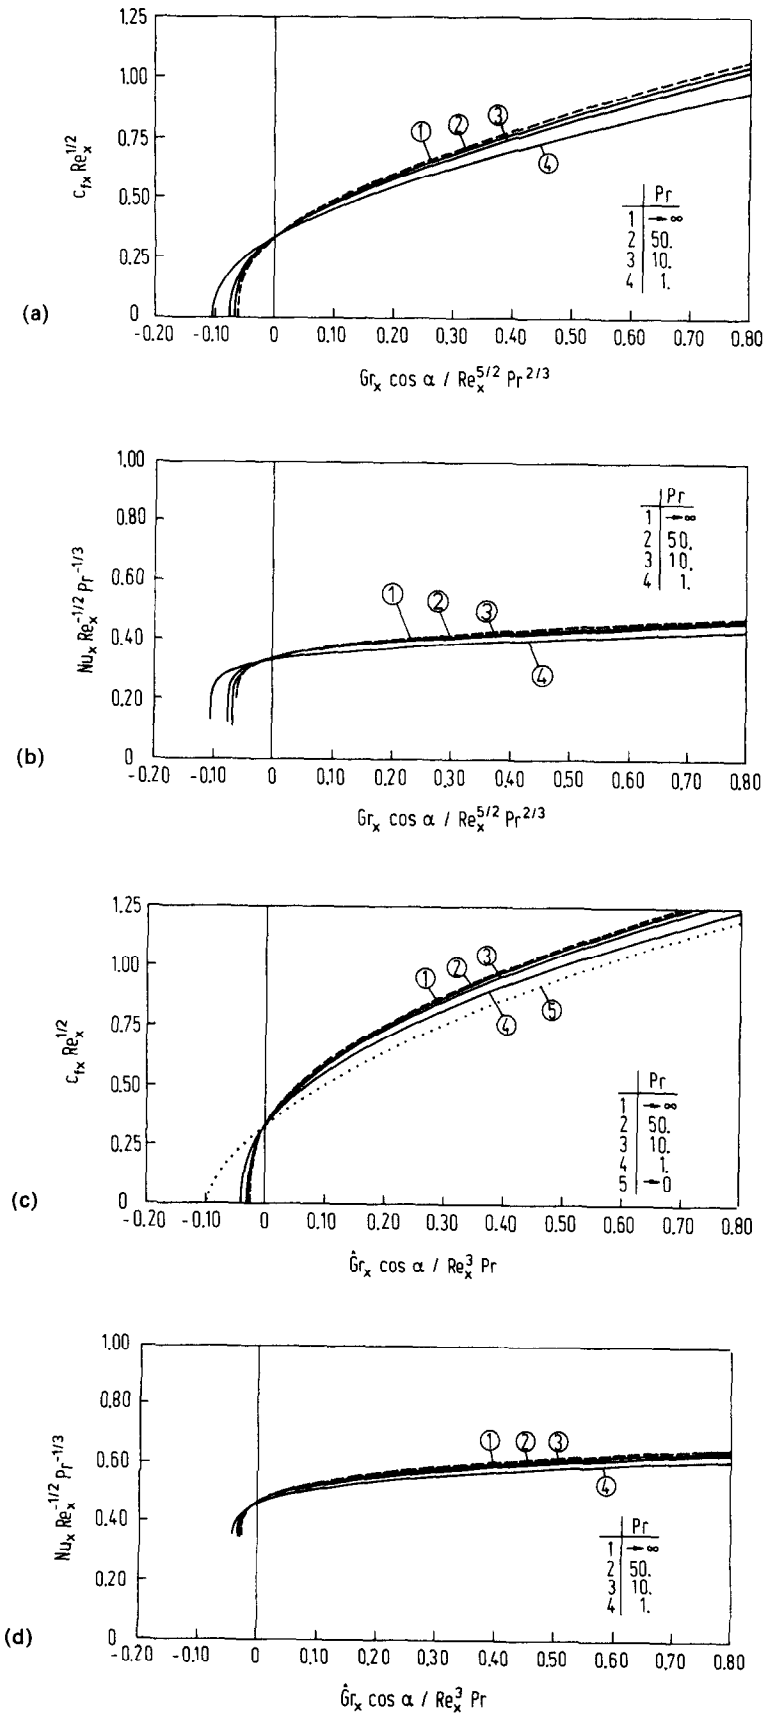 1.25
1.00
0.75
0.50
0.25
0
c_fx Re_x^1/2
① ② ③
④
Pr
1 →∞
2 50.
3 10.
4 1.
(a)
-0.20 -0.10 0 0.10 0.20 0.30 0.40 0.50 0.60 0.70 0.80
Gr_x cos α / Re_x^5/2 Pr^2/3
1.00
0.80
0.60
0.40
0.20
0
Nu_x Re_x^-1/2 Pr^-1/3
① ② ③
④
Pr
1 →∞
2 50.
3 10.
4 1.
(b)
-0.20 -0.10 0 0.10 0.20 0.30 0.40 0.50 0.60 0.70 0.80
Gr_x cos α / Re_x^5/2 Pr^2/3
1.25
1.00
0.75
0.50
0.25
0
c_fx Re_x^1/2
① ② ③
④ ⑤
Pr
1 →∞
2 50.
3 10.
4 1.
5 →0
(c)
-0.20 -0.10 0 0.10 0.20 0.30 0.40 0.50 0.60 0.70 0.80
Ĝr_x cos α / Re_x^3 Pr
1.00
0.80
0.60
0.40
0.20
0
Nu_x Re_x^-1/2 Pr^-1/3
① ② ③
④
Pr
1 →∞
2 50.
3 10.
4 1.
(d)
-0.20 -0.10 0 0.10 0.20 0.30 0.40 0.50 0.60 0.70 0.80
Ĝr_x cos α / Re_x^3 Pr